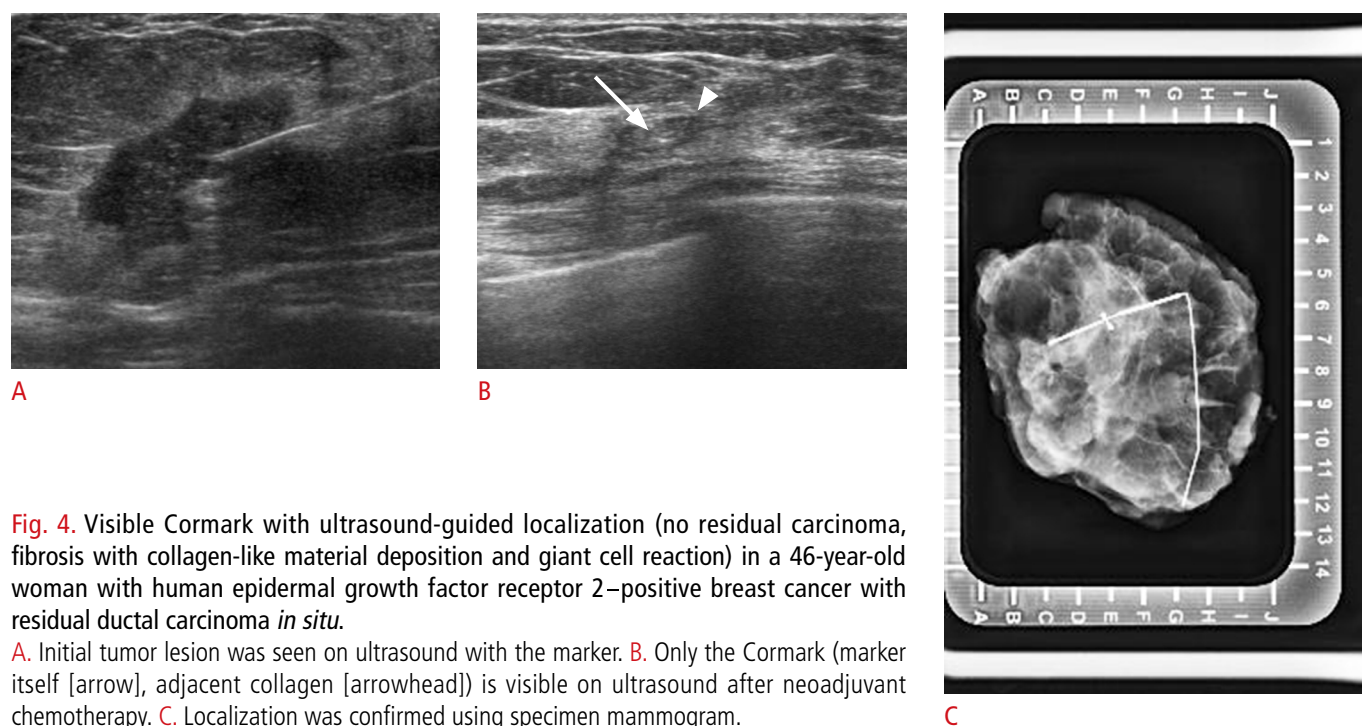 A
B
A B C D E F G H I J
1
2
3
4
5
6
7
8
9
10
11
12
13
14
A B C D E F G H I J
C
Fig. 4. Visible Cormark with ultrasound-guided localization (no residual carcinoma,
fibrosis with collagen-like material deposition and giant cell reaction) in a 46-year-old
woman with human epidermal growth factor receptor 2–positive breast cancer with
residual ductal carcinoma in situ.
A. Initial tumor lesion was seen on ultrasound with the marker. B. Only the Cormark (marker
itself [arrow], adjacent collagen [arrowhead]) is visible on ultrasound after neoadjuvant
chemotherapy. C. Localization was confirmed using specimen mammogram.